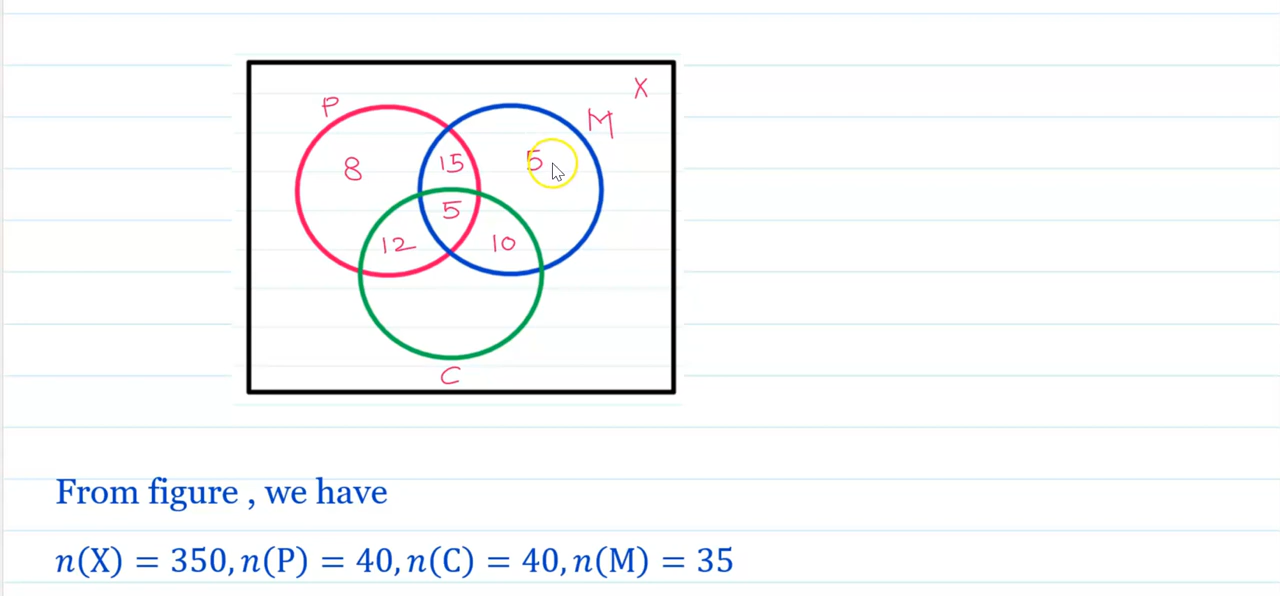 X
P
M
8 15 5
5
12 10
C
From figure , we have
n(X) = 350, n(P) = 40, n(C) = 40, n(M) = 35